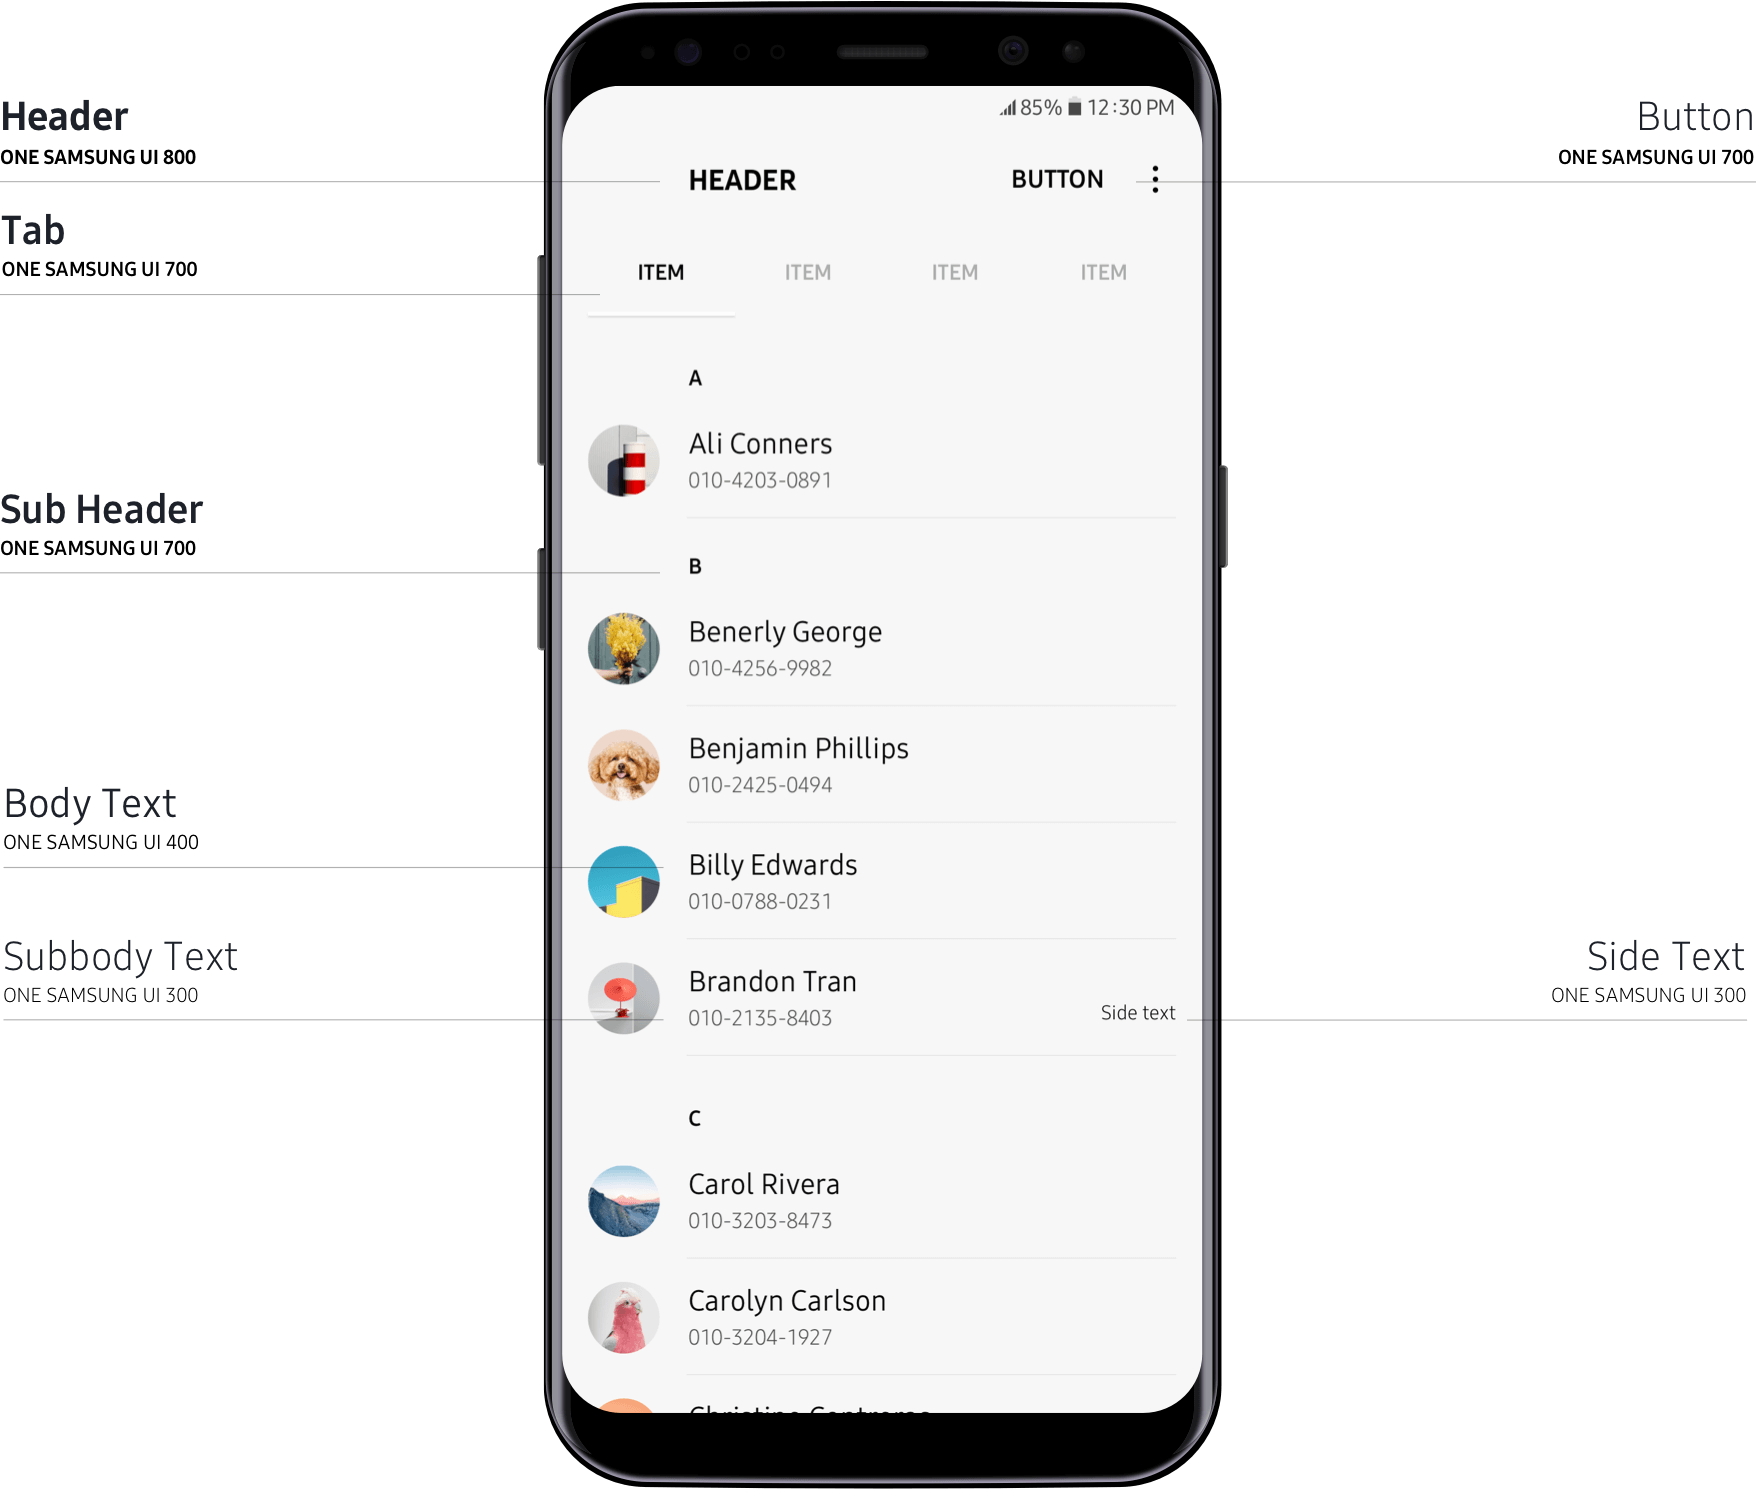 85% 12:30 PM
Header
ONE SAMSUNG UI 800
Button
ONE SAMSUNG UI 700
HEADER BUTTON
Tab
ONE SAMSUNG UI 700
ITEM ITEM ITEM ITEM
A
Ali Conners
010-4203-0891
Sub Header
ONE SAMSUNG UI 700
B
Benerly George
010-4256-9982
Benjamin Phillips
010-2425-0494
Body Text
ONE SAMSUNG UI 400
Billy Edwards
010-0788-0231
Subbody Text
ONE SAMSUNG UI 300
Side Text
ONE SAMSUNG UI 300
Brandon Tran
010-2135-8403
Side text
C
Carol Rivera
010-3203-8473
Carolyn Carlson
010-3204-1927